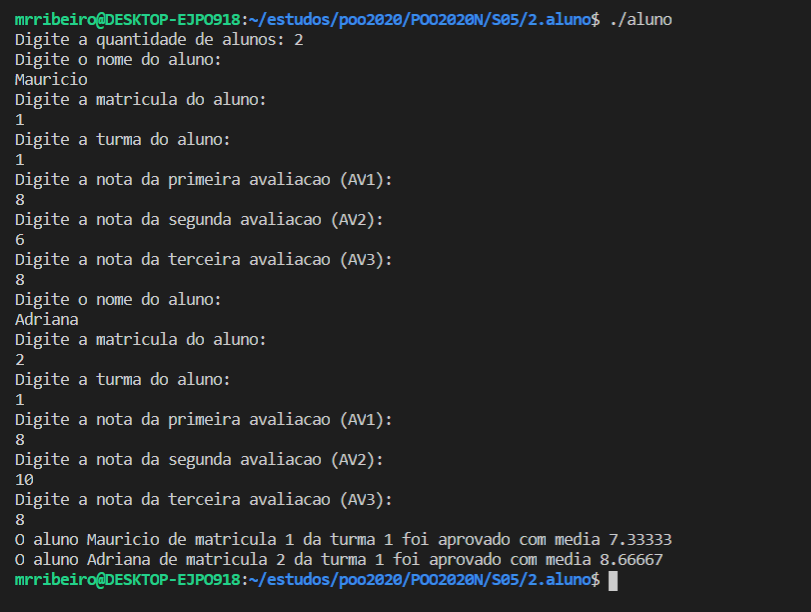 mrribeiro@DESKTOP-EJPO918:~/estudos/poo2020/POO2020N/S05/2.aluno$ ./aluno
Digite a quantidade de alunos: 2
Digite o nome do aluno:
Mauricio
Digite a matricula do aluno:
1
Digite a turma do aluno:
1
Digite a nota da primeira avaliacao (AV1):
8
Digite a nota da segunda avaliacao (AV2):
6
Digite a nota da terceira avaliacao (AV3):
8
Digite o nome do aluno:
Adriana
Digite a matricula do aluno:
2
Digite a turma do aluno:
1
Digite a nota da primeira avaliacao (AV1):
8
Digite a nota da segunda avaliacao (AV2):
10
Digite a nota da terceira avaliacao (AV3):
8
O aluno Mauricio de matricula 1 da turma 1 foi aprovado com media 7.33333
O aluno Adriana de matricula 2 da turma 1 foi aprovado com media 8.66667
mrribeiro@DESKTOP-EJPO918:~/estudos/poo2020/POO2020N/S05/2.aluno$